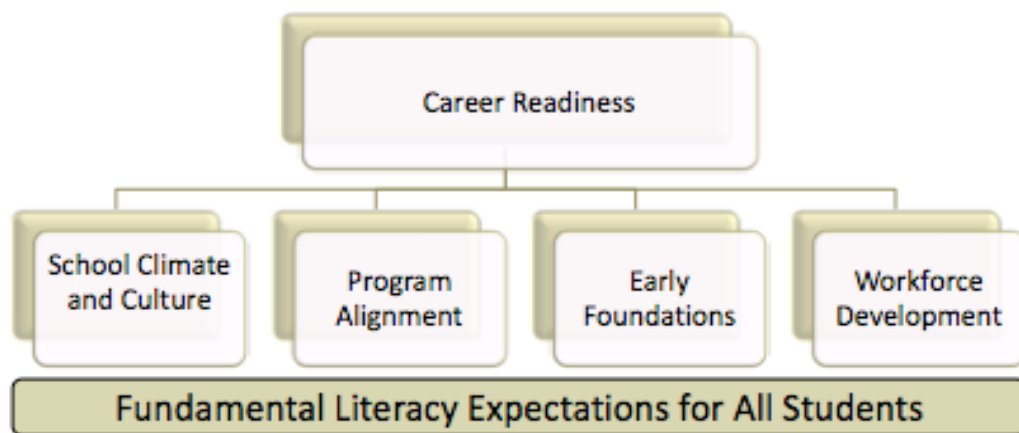 Career Readiness
School Climate
and Culture
Program
Alignment
Early
Foundations
Workforce
Development
Fundamental Literacy Expectations for All Students